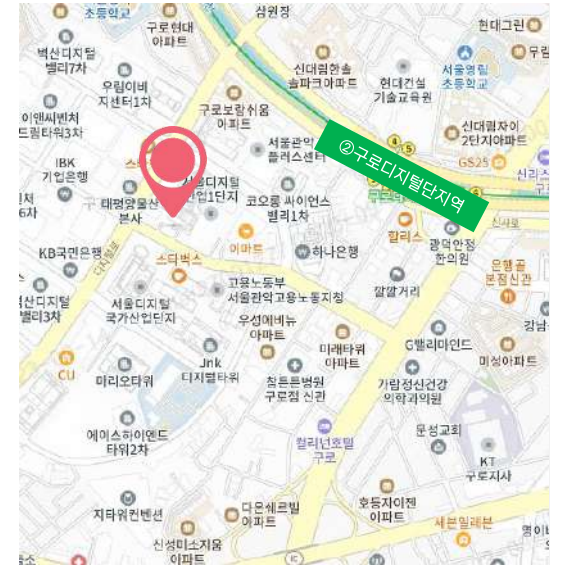 초등학교
삼원장
구로현대
아파트
현대그린
벽산디지털
밸리7차
신대림한솔
솔파크아파트
현대건설
기술교육원
서울영림
초등학교
우림이비
지센터1차
이앤씨벤처
드림타워3차
구로보람쉬움
아파트
신대림자이
2단지아파트
서울관악
플러스센터
②구로디지털단지역
GS25
IBK
기업은행
서울디지털
산업1단지
코오롱 싸이언스
밸리1차
태평양물산
본사
할리스
광덕안정
한의원
KB국민은행
디지털로
스타벅스
이마트
하나은행
은행골
본점신관
고용노동부
서울관악고용노동지청
깔깔거리
서울디지털
국가산업단지
밸리3차
우성에비뉴
아파트
미래타워
아파트
G밸리마인드
강남
미성아파트
CU
마리오타워
Jnk
디지털타워
참튼튼병원
구로점 신관
가람정신건강
의학과의원
에이스하이엔드
타워2차
컬리넌호텔
구로
문성교회
KT
구로지사
지타워컨벤션
다온쉐르빌
아파트
호등자이젠
아파트
세븐일레븐
신성미소지움
아파트